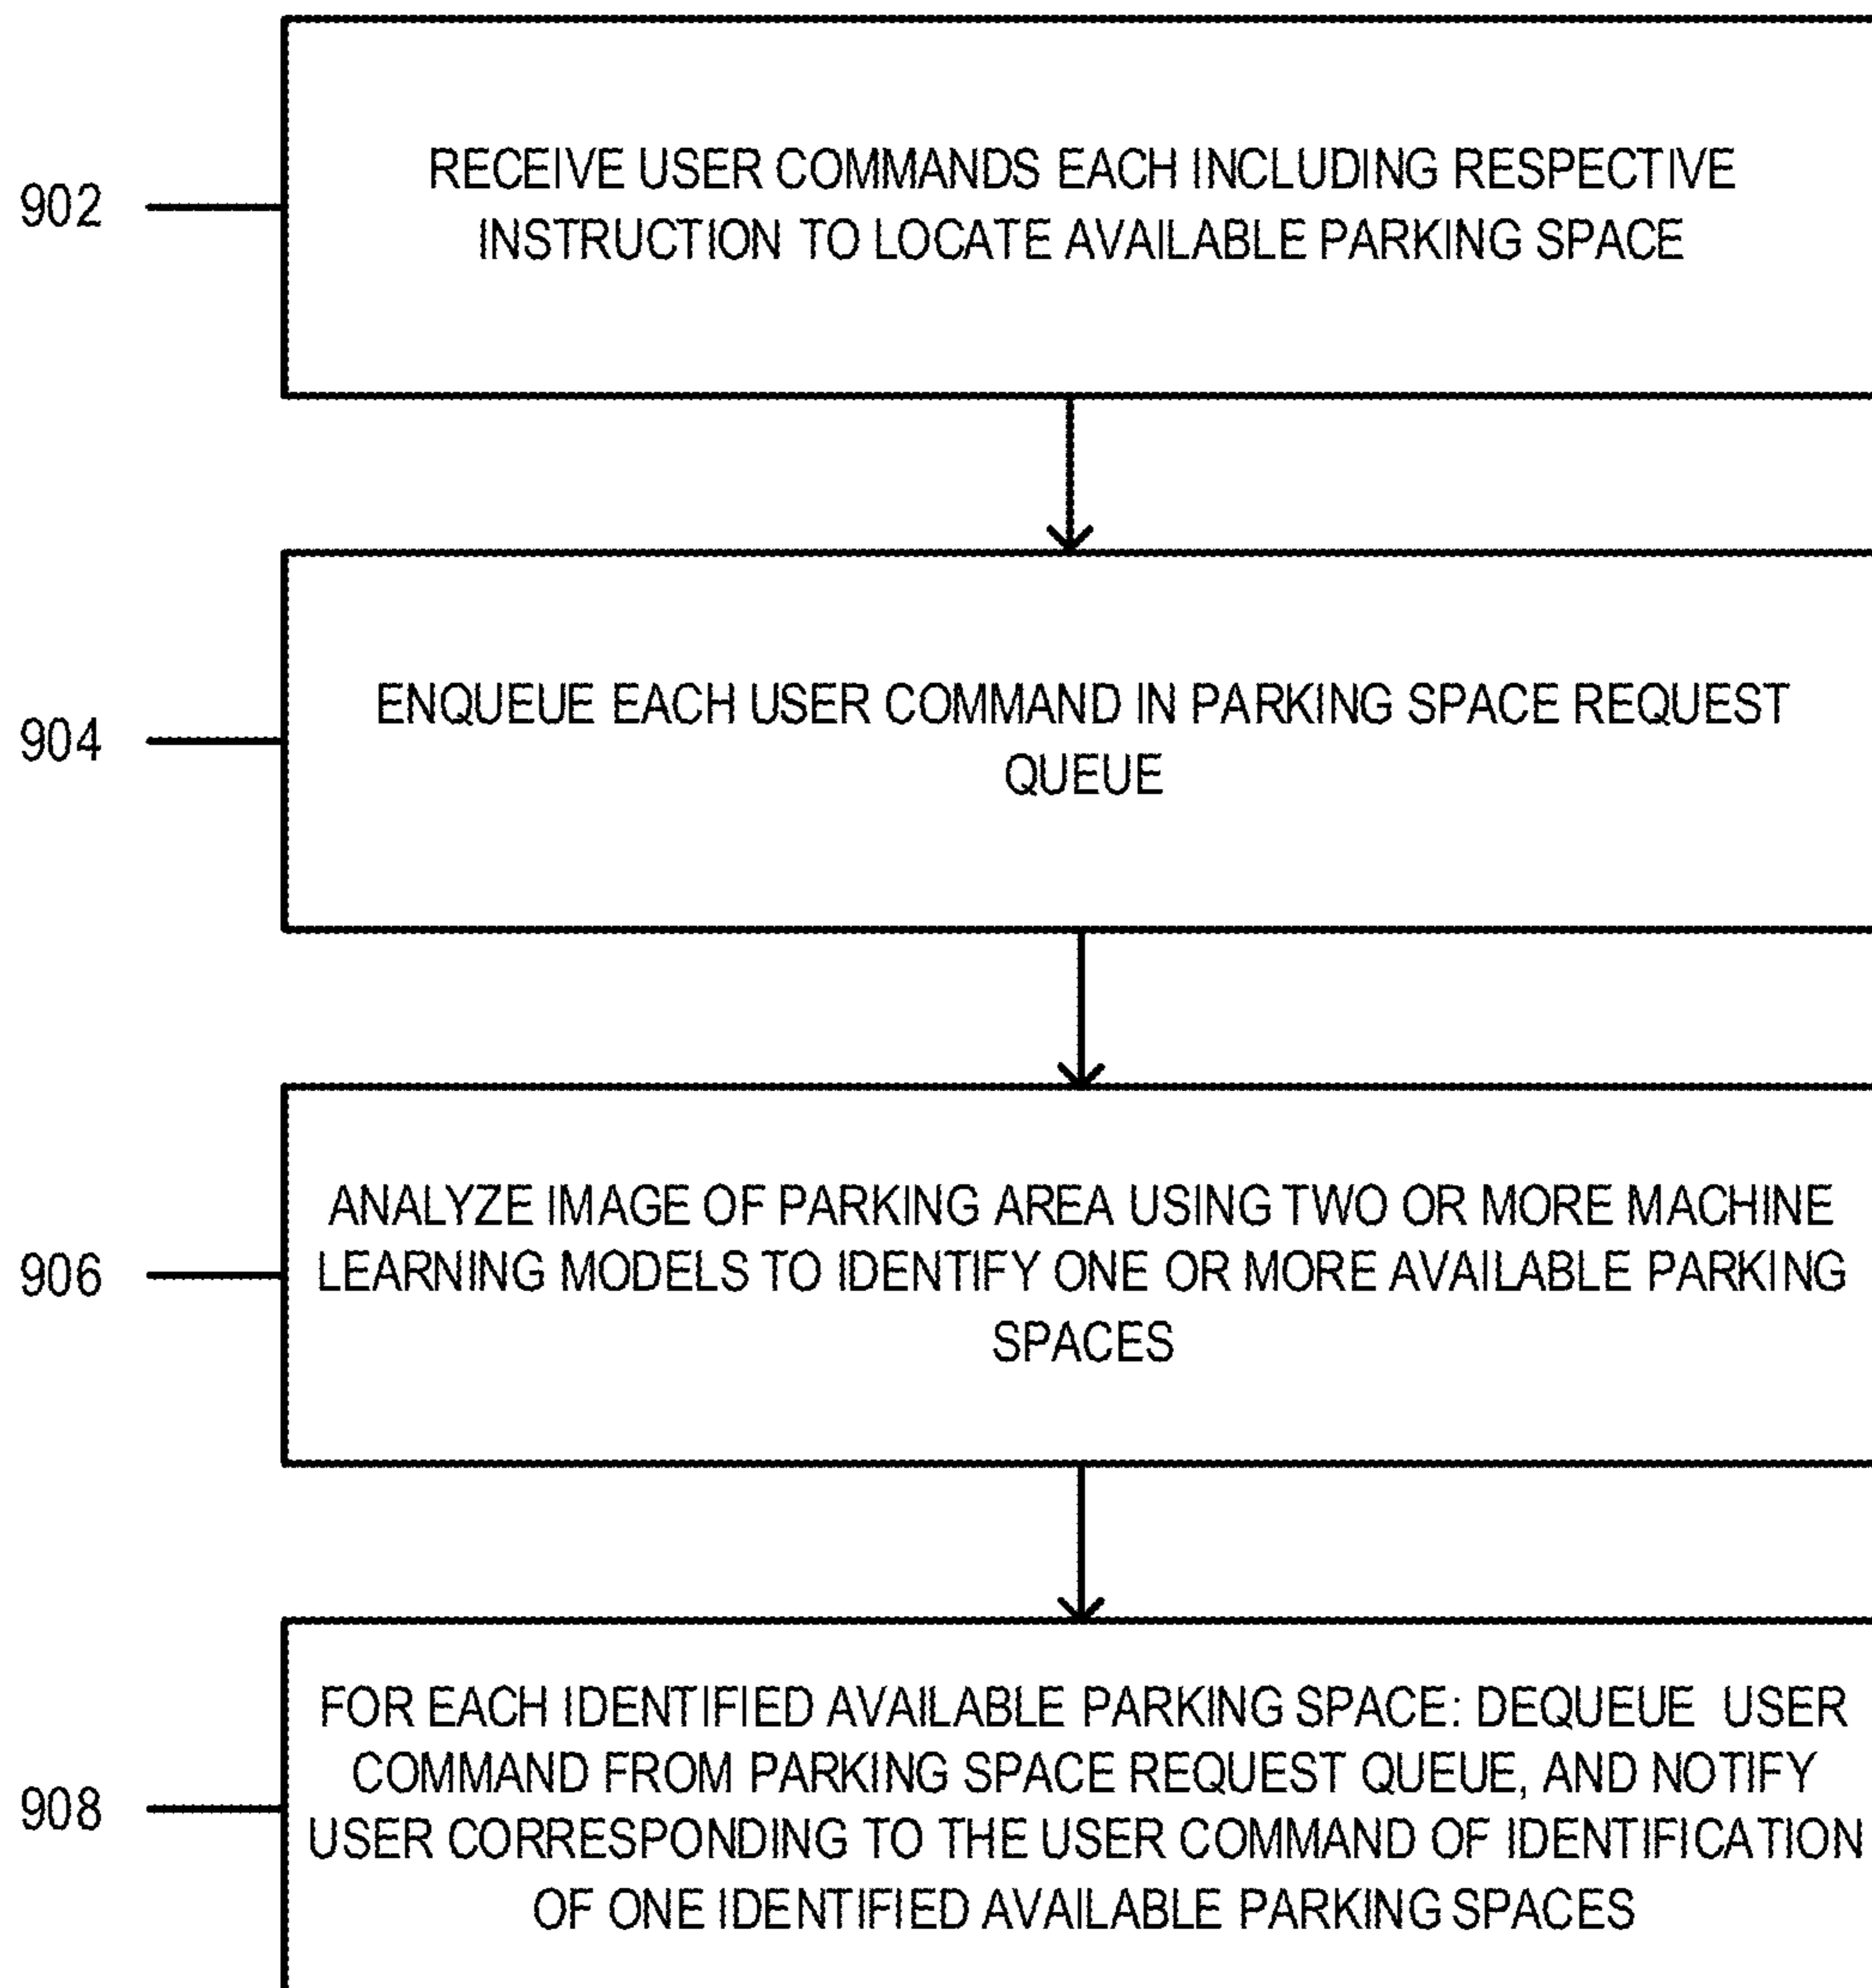 902
RECEIVE USER COMMANDS EACH INCLUDING RESPECTIVE
INSTRUCTION TO LOCATE AVAILABLE PARKING SPACE
904
ENQUEUE EACH USER COMMAND IN PARKING SPACE REQUEST
QUEUE
906
ANALYZE IMAGE OF PARKING AREA USING TWO OR MORE MACHINE
LEARNING MODELS TO IDENTIFY ONE OR MORE AVAILABLE PARKING
SPACES
908
FOR EACH IDENTIFIED AVAILABLE PARKING SPACE: DEQUEUE USER
COMMAND FROM PARKING SPACE REQUEST QUEUE, AND NOTIFY
USER CORRESPONDING TO THE USER COMMAND OF IDENTIFICATION
OF ONE IDENTIFIED AVAILABLE PARKING SPACES